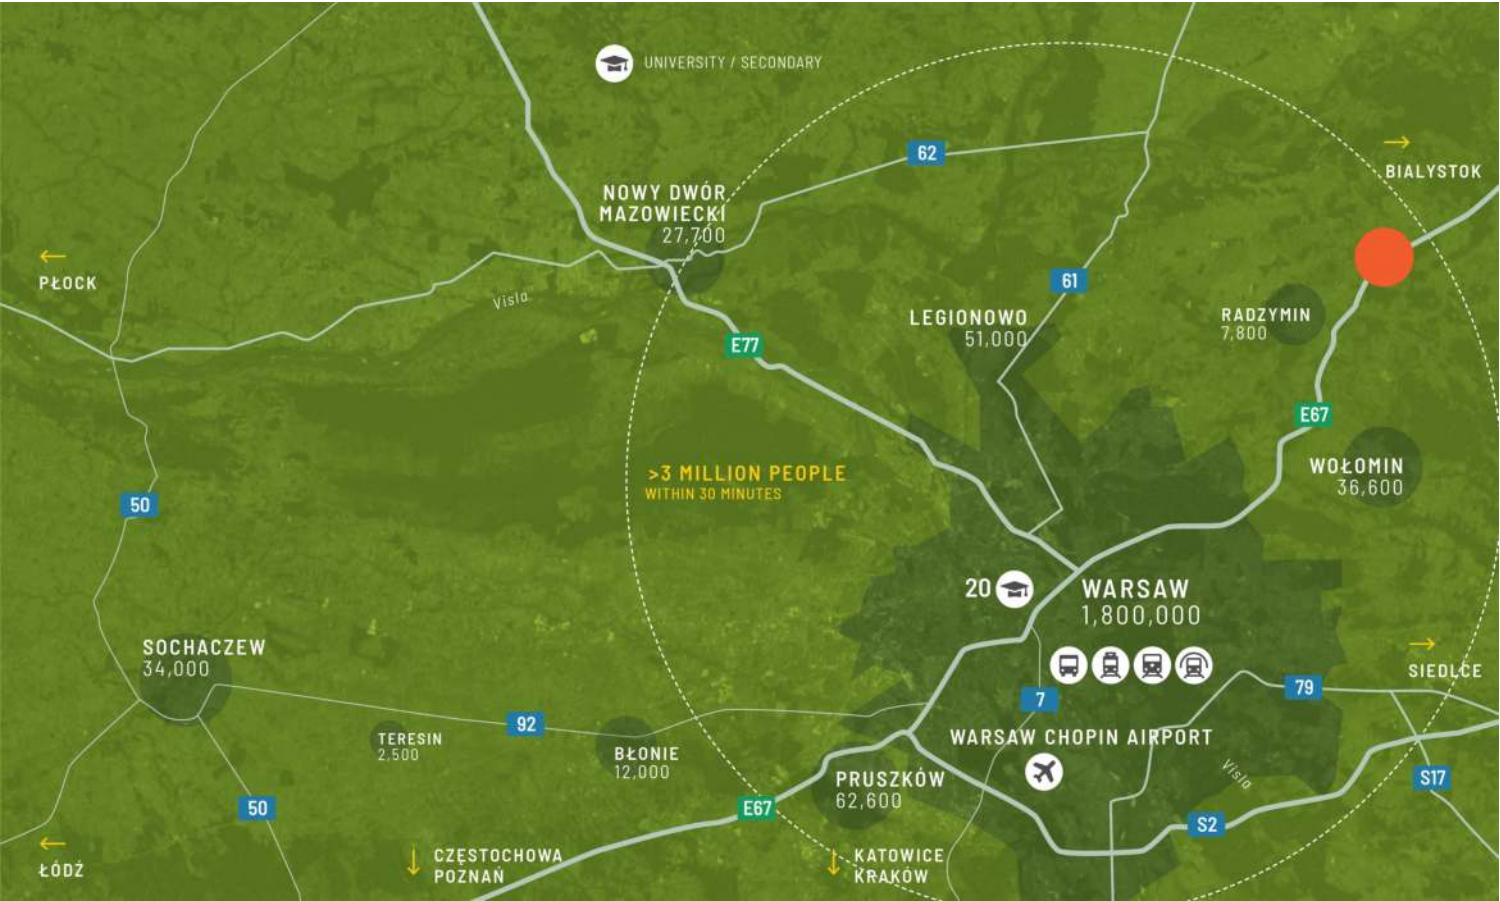 UNIVERSITY / SECONDARY
62
BIALYSTOK
NOWY DWÓR
MAZOWIECKI
27,700
PŁOCK
Visla
61
LEGIONOWO
51,000
RADZYMIN
7,800
E77
E67
>3 MILLION PEOPLE
WITHIN 30 MINUTES
WOŁOMIN
36,600
50
20
WARSAW
1,800,000
SOCHACZEW
34,000
SIEDLCE
79
7
92
TERESIN
2,500
BŁONIE
12,000
WARSAW CHOPIN AIRPORT
Visla
PRUSZKÓW
62,600
S17
50
E67
S2
ŁÓDŹ
CZĘSTOCHOWA
POZNAŃ
KATOWICE
KRAKÓW